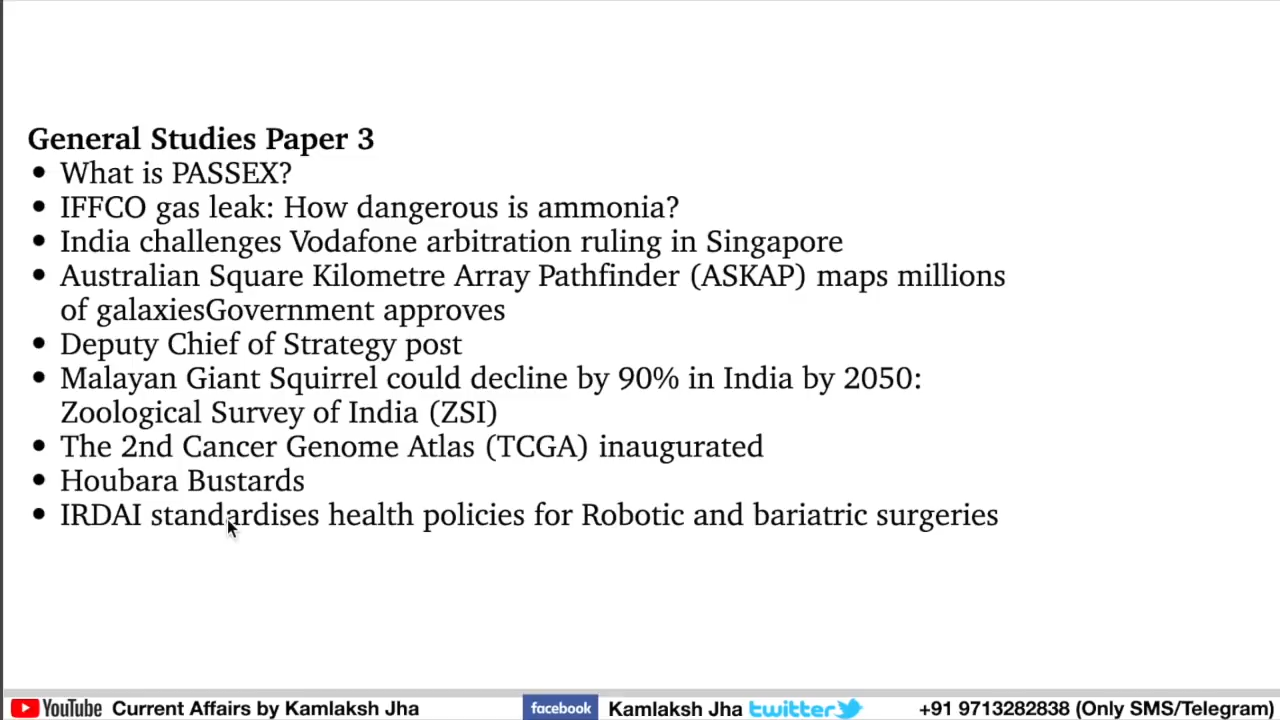 General Studies Paper 3
• What is PASSEX?
• IFFCO gas leak: How dangerous is ammonia?
• India challenges Vodafone arbitration ruling in Singapore
• Australian Square Kilometre Array Pathfinder (ASKAP) maps millions
of galaxiesGovernment approves
• Deputy Chief of Strategy post
• Malayan Giant Squirrel could decline by 90% in India by 2050:
Zoological Survey of India (ZSI)
• The 2nd Cancer Genome Atlas (TCGA) inaugurated
• Houbara Bustards
• IRDAI standardises health policies for Robotic and bariatric surgeries
YouTube Current Affairs by Kamlaksh Jha facebook Kamlaksh Jha twitter +91 9713282838 (Only SMS/Telegram)